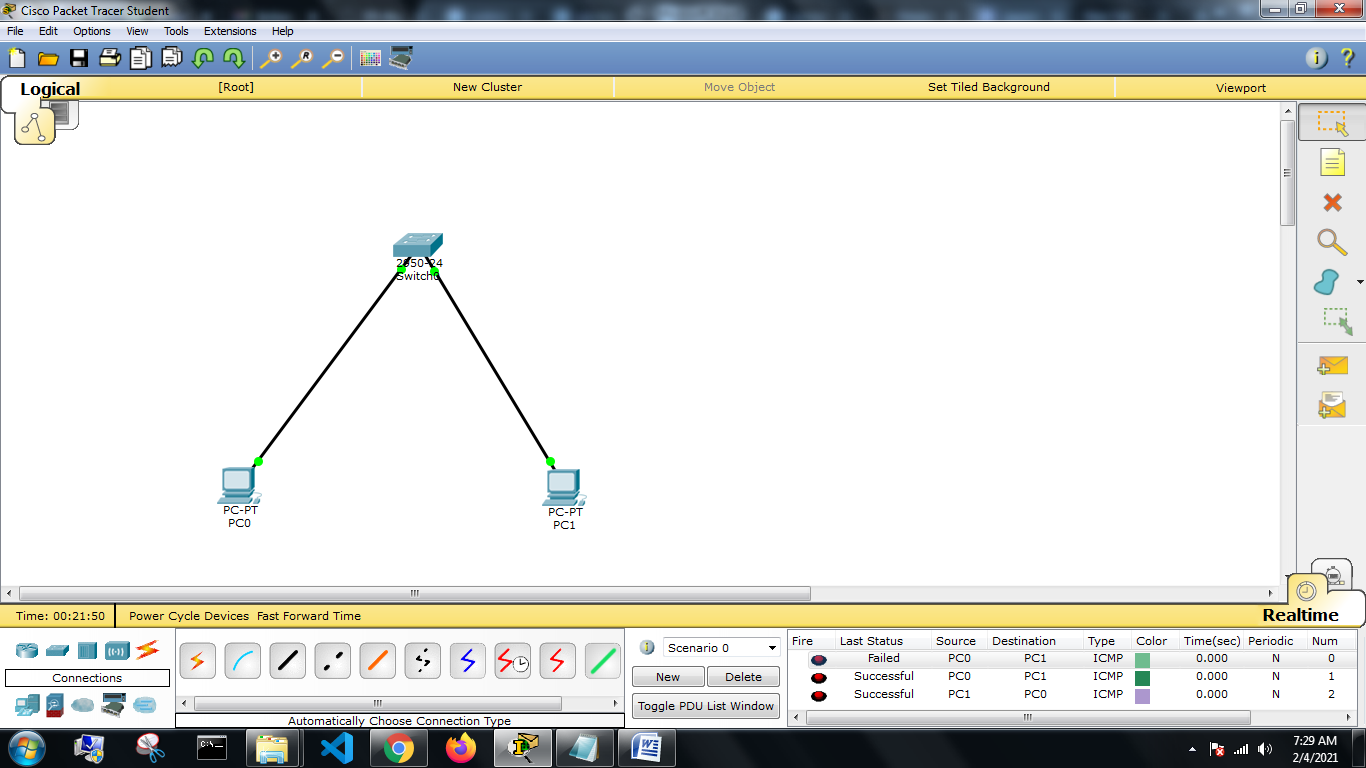 Cisco Packet Tracer Student
File Edit Options View Tools Extensions Help
Logical [Root] New Cluster Move Object Set Tiled Background Viewport
2950-24
Switch0
PC-PT
PC0
PC-PT
PC1
Time: 00:21:50 Power Cycle Devices Fast Forward Time
Realtime
Connections
Automatically Choose Connection Type
Scenario 0
New Delete
Toggle PDU List Window
Fire Last Status Source Destination Type Color Time(sec) Periodic Num
Failed PC0 PC1 ICMP 0.000 N 0
Successful PC0 PC1 ICMP 0.000 N 1
Successful PC1 PC0 ICMP 0.000 N 2
7:29 AM
2/4/2021